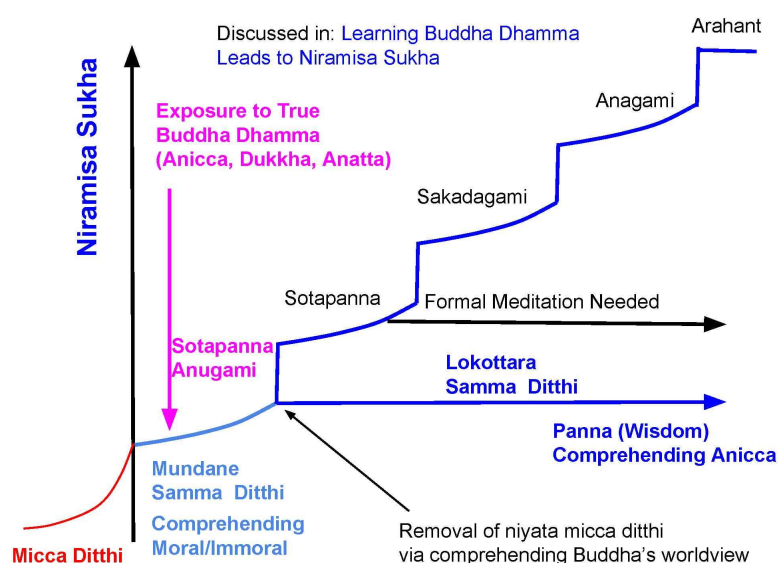 Discussed in: Learning Buddha Dhamma
Leads to Niramisa Sukha
Arahant
Anagami
Niramisa Sukha
Exposure to True
Buddha Dhamma
(Anicca, Dukkha, Anatta)
Sakadagami
Sotapanna
Formal Meditation Needed
Sotapanna
Anugami
Lokottara
Samma Ditthi
Panna (Wisdom)
Comprehending Anicca
Mundane
Samma Ditthi
Comprehending
Moral/Immoral
Micca Ditthi
Removal of niyata micca ditthi
via comprehending Buddha's worldview